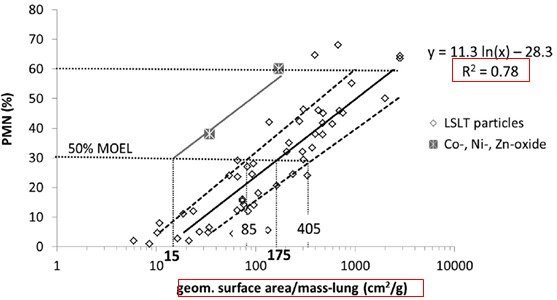 80
70
60
50
40
30
20
10
0
PMN (%)
50% MOEL
y = 11.3 ln(x) – 28.3
R² = 0.78
LSLT particles
Co-, Ni-, Zn-oxide
85
405
15
175
1
10
100
1000
10000
geom. surface area/mass-lung (cm²/g)